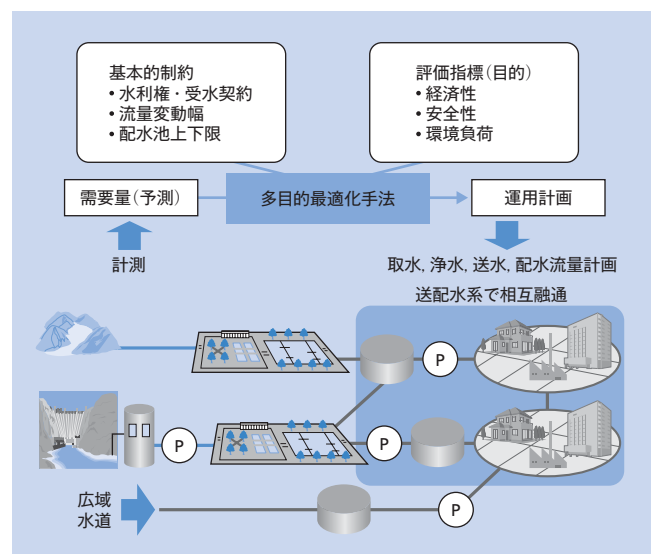 基本的制約
• 水利権・受水契約
• 流量変動幅
• 配水池上下限
評価指標（目的）
• 経済性
• 安全性
• 環境負荷
需要量（予測）
多目的最適化手法
運用計画
計測
取水, 浄水, 送水, 配水流量計画
送配水系で相互融通
P
P
P
広域
水道
P